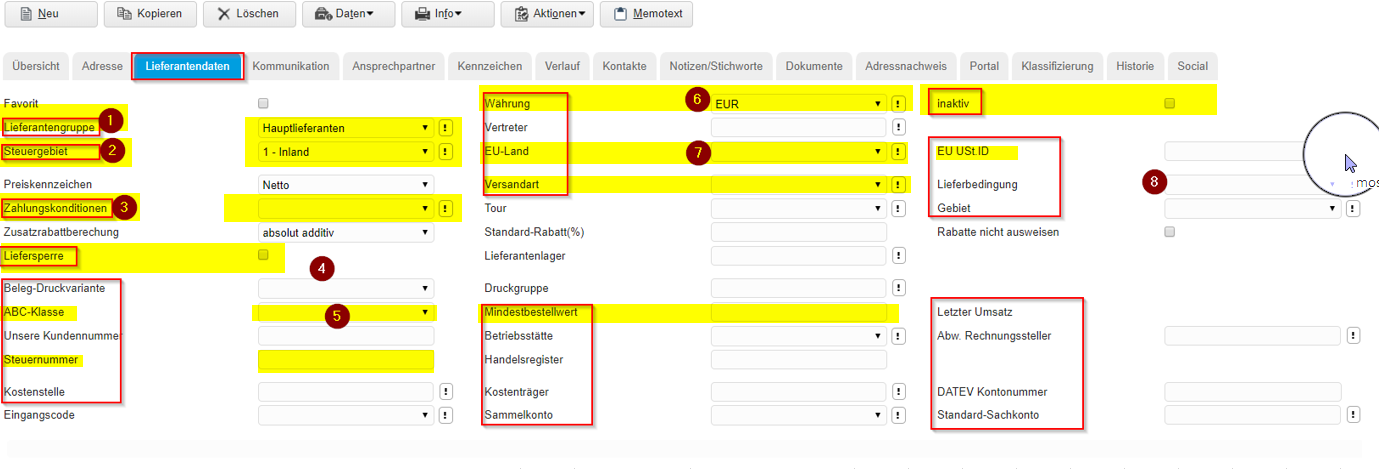 Neu Kopieren Löschen Daten Info Aktionen Memotext
Übersicht Adresse Lieferantendaten Kommunikation Ansprechpartner Kennzeichen Verlauf Kontakte Notizen/Stichworte Dokumente Adressnachweis Portal Klassifizierung Historie Social
Favorit Währung 6 EUR ! inaktiv
Lieferantengruppe 1 Hauptlieferanten ! Vertreter !
Steuergebiet 2 1 - Inland ! EU-Land 7 ! EU USt.ID
Preiskennzeichen Netto Versandart ! Lieferbedingung 8 mos
Zahlungskonditionen 3 ! Tour ! Gebiet !
Zusatzrabattberechung absolut additiv Standard-Rabatt(%) Rabatte nicht ausweisen
Liefersperre Lieferantenlager !
4
Beleg-Druckvariante Druckgruppe !
ABC-Klasse 5 Mindestbestellwert Letzter Umsatz
Unsere Kundennummer Betriebsstätte ! Abw. Rechnungssteller !
Steuernummer Handelsregister
Kostenstelle ! Kostenträger ! DATEV Kontonummer
Eingangscode ! Sammelkonto ! Standard-Sachkonto !